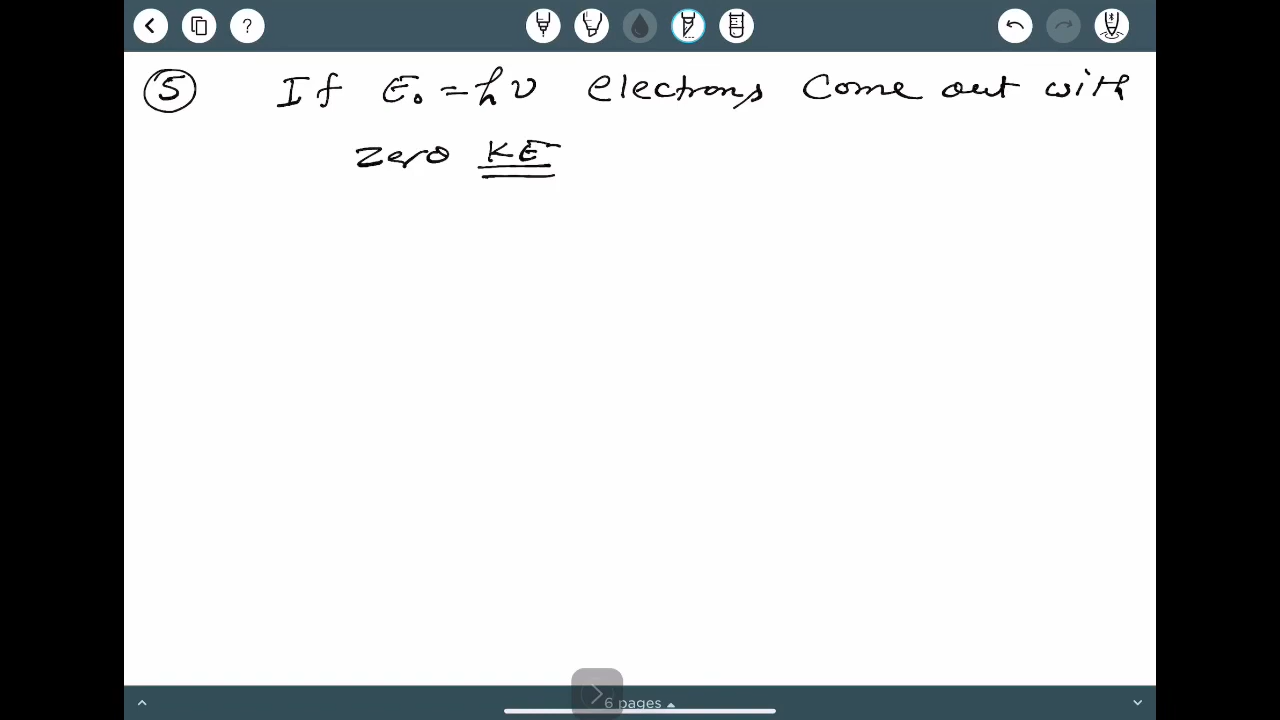 ?
⑤ If E₀ = hν electrons come out with
zero KE
6 pages